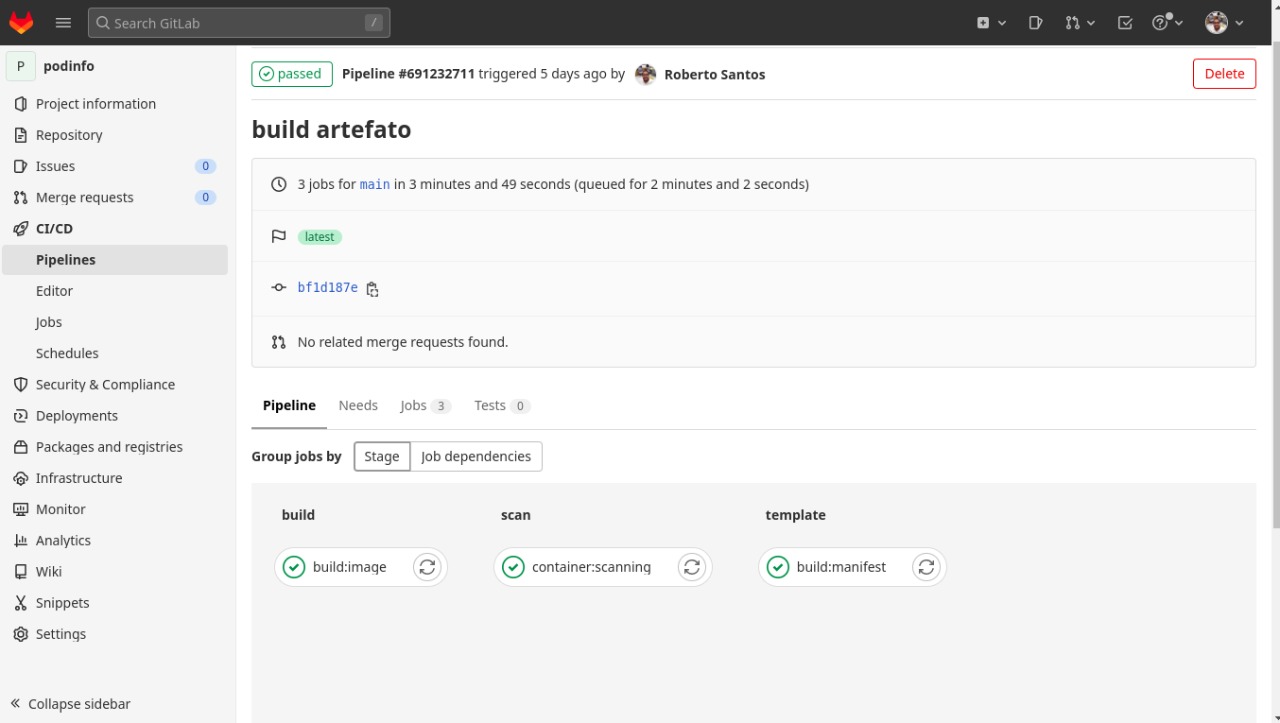 Search GitLab /
P podinfo
Project information
Repository
Issues 0
Merge requests 0
CI/CD
Pipelines
Editor
Jobs
Schedules
Security & Compliance
Deployments
Packages and registries
Infrastructure
Monitor
Analytics
Wiki
Snippets
Settings
Collapse sidebar
passed Pipeline #691232711 triggered 5 days ago by Roberto Santos Delete
build artefato
3 jobs for main in 3 minutes and 49 seconds (queued for 2 minutes and 2 seconds)
latest
bf1d187e
No related merge requests found.
Pipeline Needs Jobs 3 Tests 0
Group jobs by Stage Job dependencies
build scan template
build:image container:scanning build:manifest